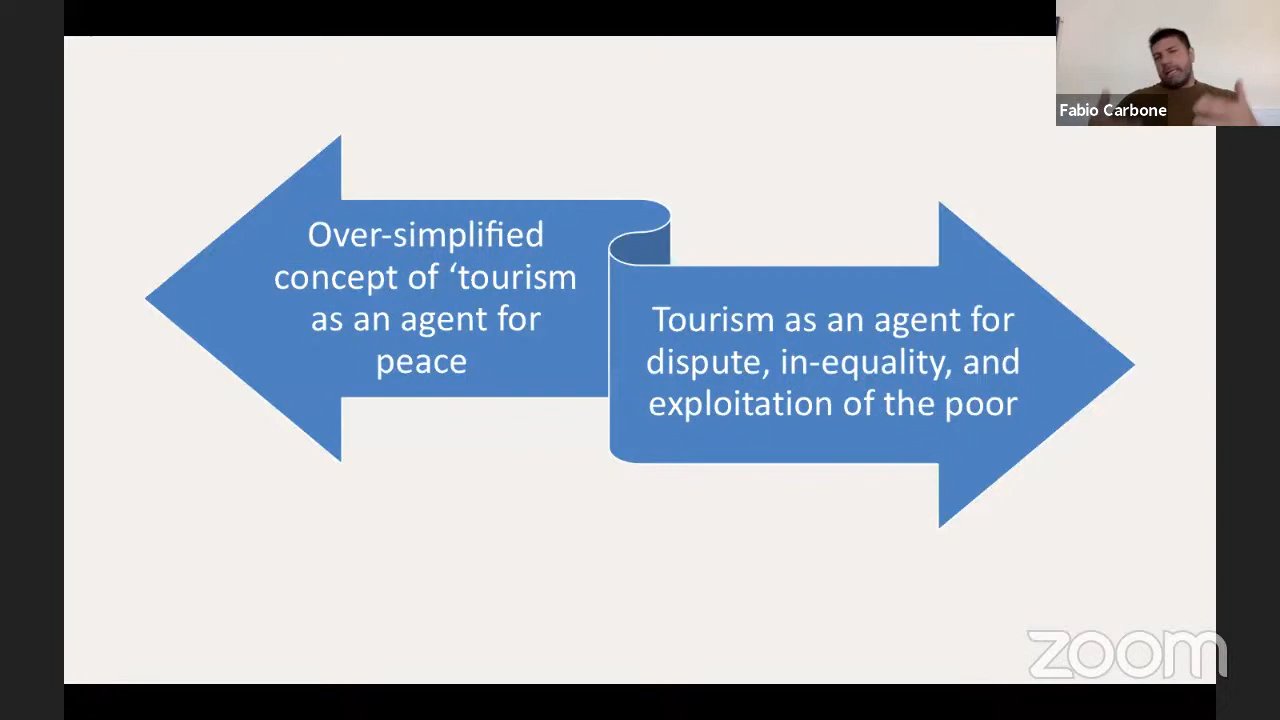 Fabio Carbone
Over-simplified
concept of ‘tourism
as an agent for
peace
Tourism as an agent for
dispute, in-equality, and
exploitation of the poor
zoom